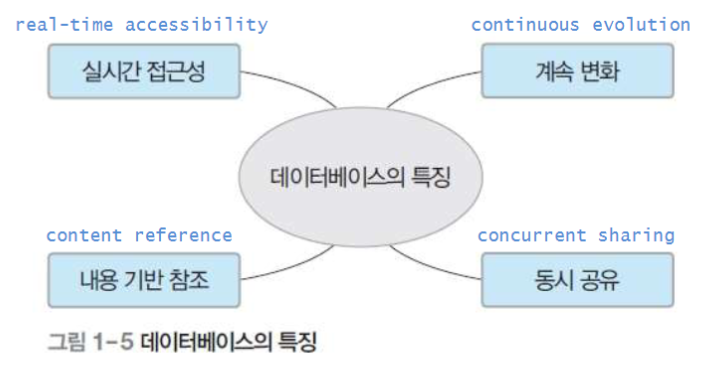 real-time accessibility
continuous evolution
실시간 접근성
계속 변화
데이터베이스의 특징
content reference
concurrent sharing
내용 기반 참조
동시 공유
그림 1-5 데이터베이스의 특징